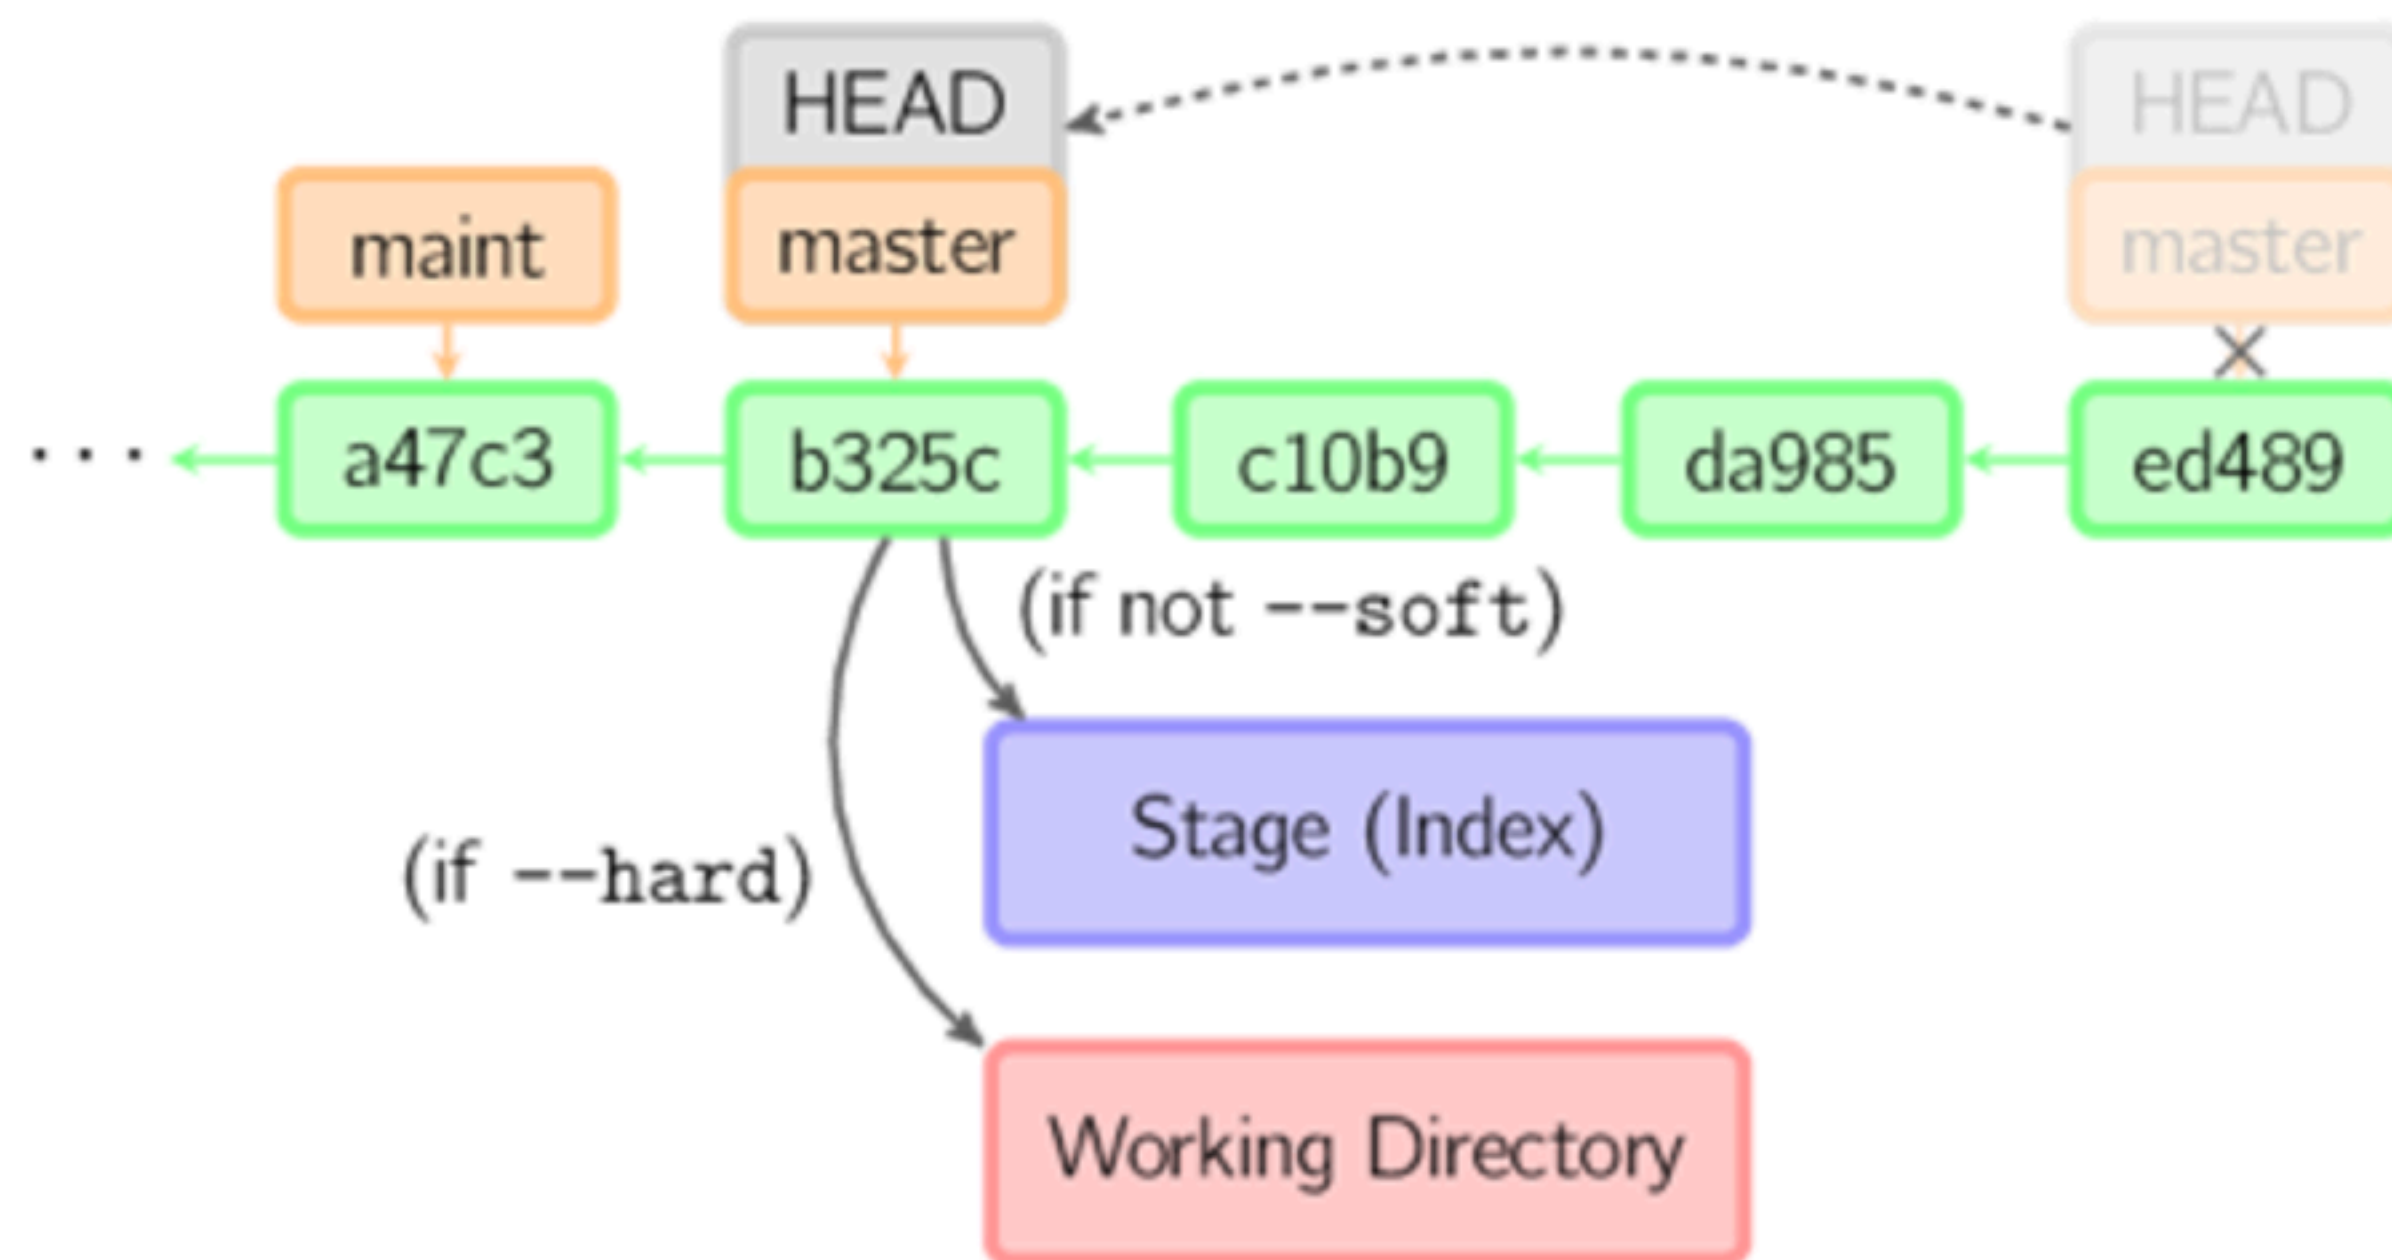 HEAD
HEAD
maint
master
master
...
a47c3
b325c
c10b9
da985
ed489
(if not --soft)
Stage (Index)
(if --hard)
Working Directory